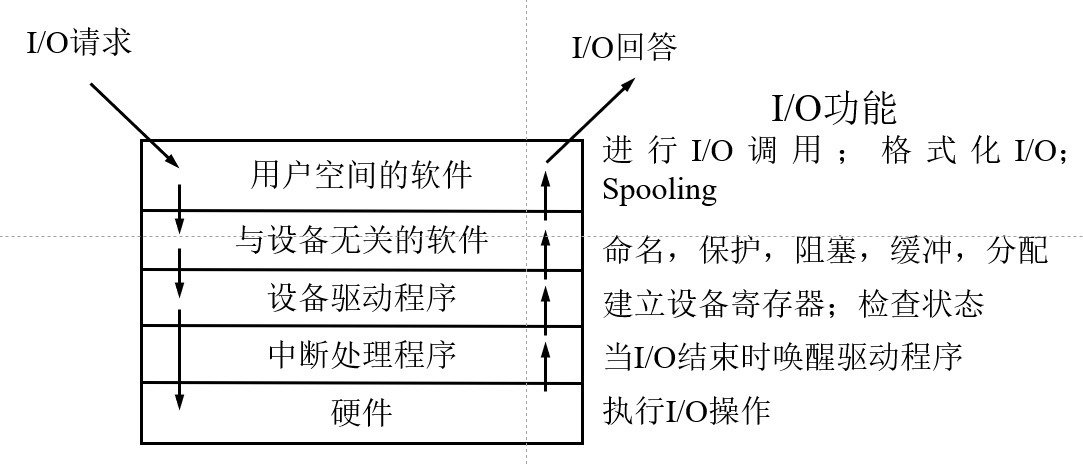 I/O请求
I/O回答
I/O功能
用户空间的软件
进行I/O调用；格式化I/O；
Spooling
与设备无关的软件
命名，保护，阻塞，缓冲，分配
设备驱动程序
建立设备寄存器；检查状态
中断处理程序
当I/O结束时唤醒驱动程序
硬件
执行I/O操作